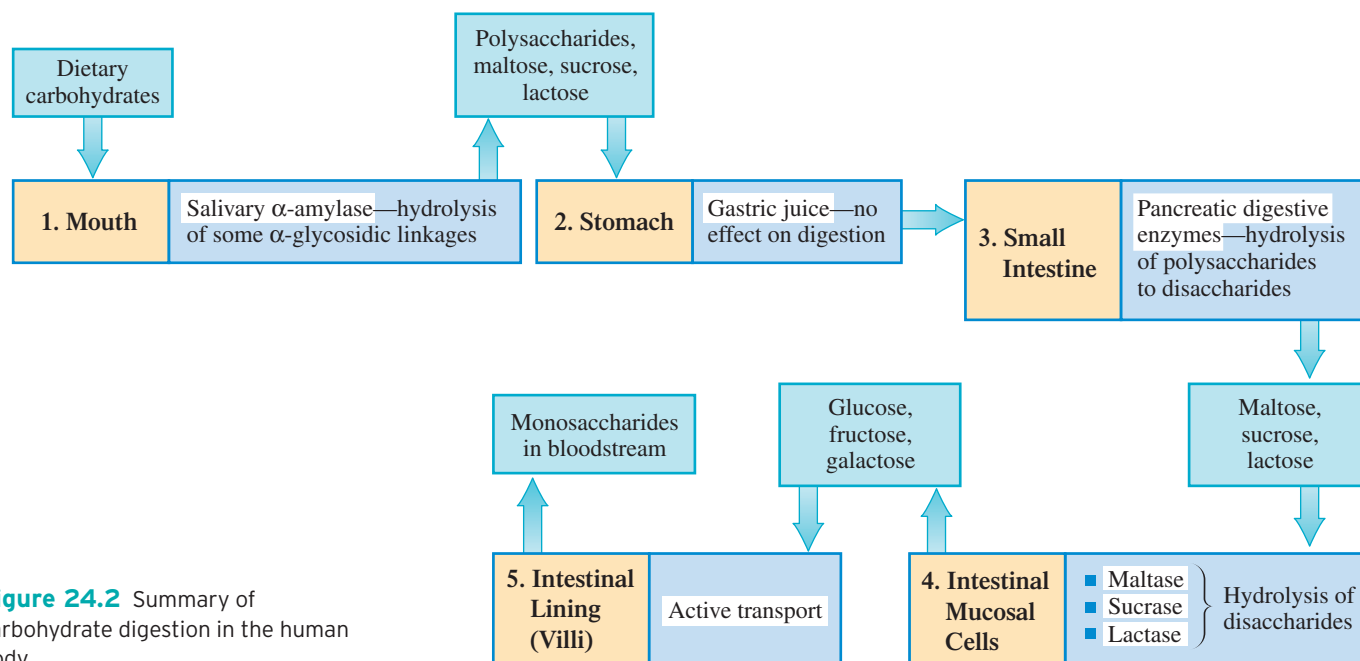 Dietary
carbohydrates
Polysaccharides,
maltose, sucrose,
lactose
1. Mouth
Salivary α-amylase—hydrolysis
of some α-glycosidic linkages
2. Stomach
Gastric juice—no
effect on digestion
3. Small
Intestine
Pancreatic digestive
enzymes—hydrolysis
of polysaccharides
to disaccharides
Maltose,
sucrose,
lactose
4. Intestinal
Mucosal
Cells
■ Maltase
■ Sucrase
■ Lactase
Hydrolysis of
disaccharides
Glucose,
fructose,
galactose
5. Intestinal
Lining
(Villi)
Active transport
Monosaccharides
in bloodstream
igure 24.2 Summary of
arbohydrate digestion in the human
ody